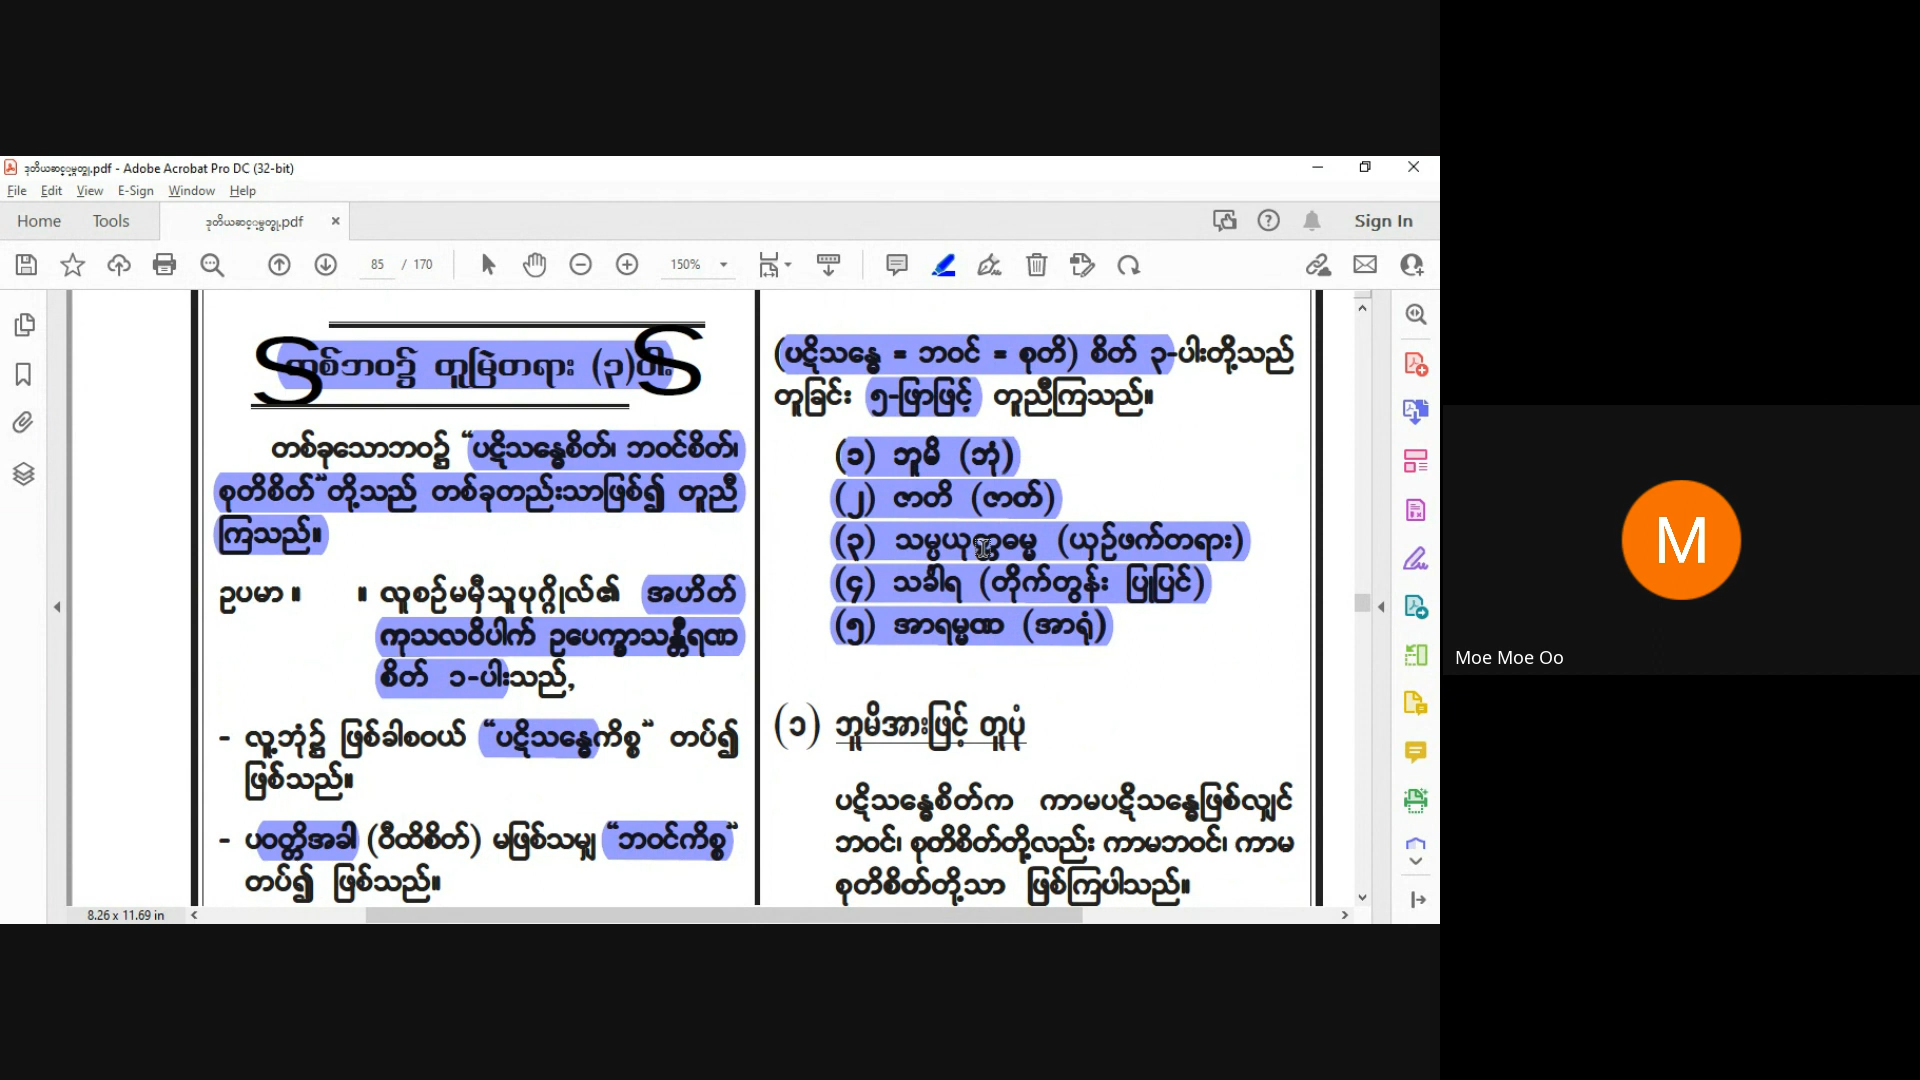 ဒုတိယဆင့်မှတ်စု.pdf - Adobe Acrobat Pro DC (32-bit)
File Edit View E-Sign Window Help
Home Tools ဒုတိယဆင့်မှတ်စု.pdf Sign In
85 / 170 150%
တစ်ဘဝ၌ တူမြဲတရား (၃)ပါး
တစ်ခုသောဘဝ၌ “ပဋိသန္ဓေစိတ်၊ ဘဝင်စိတ်၊
စုတိစိတ်”တို့သည် တစ်ခုတည်းသာဖြစ်၍ တူညီ
ကြသည်။
ဥပမာ ။ ။ လူစဉ်မမှီသူပုဂ္ဂိုလ်၏ အဟိတ်
ကုသလဝိပါက် ဥပေက္ခာသန္တီရဏ
စိတ် ၁-ပါးသည်,
- လူ့ဘုံ၌ ဖြစ်ခါစဝယ် “ပဋိသန္ဓေကိစ္စ” တပ်၍
ဖြစ်သည်။
- ပဝတ္တိအခါ (ဝီထိစိတ်) မဖြစ်သမျှ “ဘဝင်ကိစ္စ”
တပ်၍ ဖြစ်သည်။
(ပဋိသန္ဓေ = ဘဝင် = စုတိ) စိတ် ၃-ပါးတို့သည်
တူခြင်း ၅-ဖြာဖြင့် တူညီကြသည်။
(၁) ဘူမိ (ဘုံ)
(၂) ဇာတိ (ဇာတ်)
(၃) သမ္ပယုတ္တဓမ္မ (ယှဉ်ဖက်တရား)
(၄) သင်္ခါရ (တိုက်တွန်း ပြုပြင်)
(၅) အာရမ္မဏ (အာရုံ)
(၁) ဘူမိအားဖြင့် တူပုံ
ပဋိသန္ဓေစိတ်က ကာမပဋိသန္ဓေဖြစ်လျှင်
ဘဝင်၊ စုတိစိတ်တို့လည်း ကာမဘဝင်၊ ကာမ
စုတိစိတ်တို့သာ ဖြစ်ကြပါသည်။
8.26 x 11.69 in
M
Moe Moe Oo